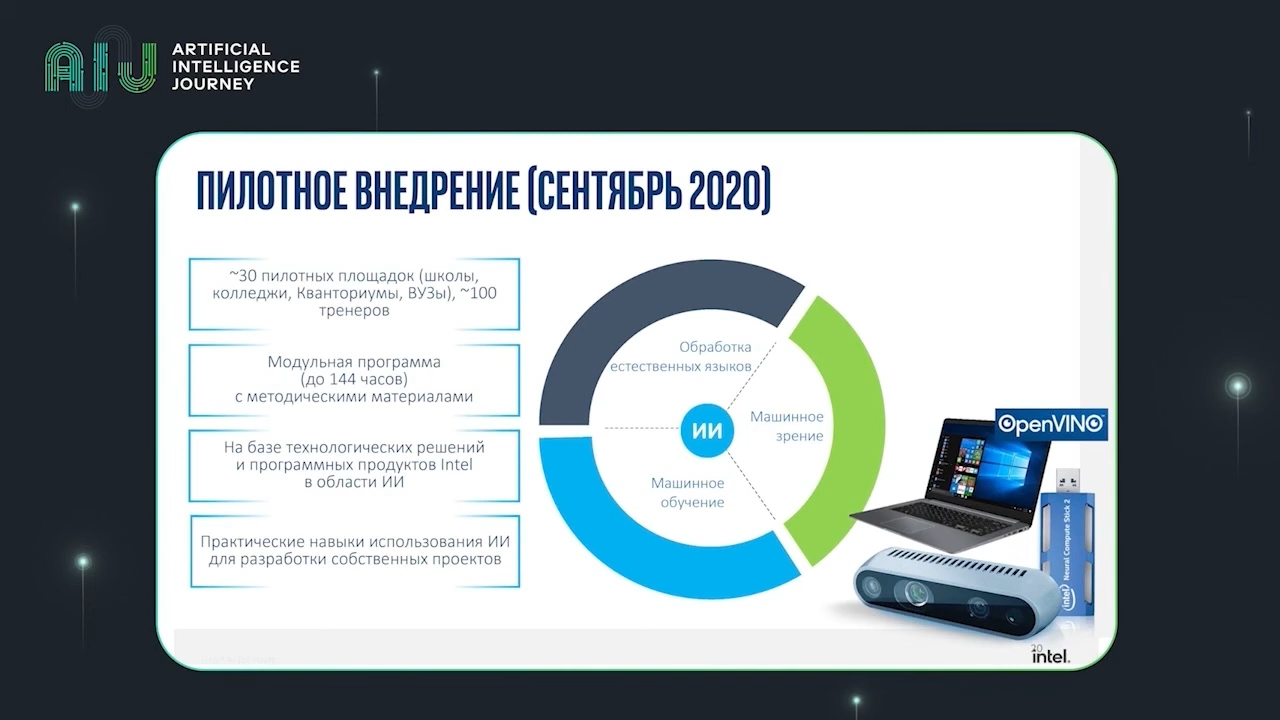 ARTIFICIAL
INTELLIGENCE
JOURNEY
ПИЛОТНОЕ ВНЕДРЕНИЕ (СЕНТЯБРЬ 2020)
~30 пилотных площадок (школы,
колледжи, Кванториумы, ВУЗы), ~100
тренеров
Модульная программа
(до 144 часов)
с методическими материалами
На базе технологических решений
и программных продуктов Intel
в области ИИ
Практические навыки использования ИИ
для разработки собственных проектов
Обработка
естественных языков
Машинное
зрение
ИИ
Машинное
обучение
OpenVINO™
intel Neural Compute Stick 2
20
intel.